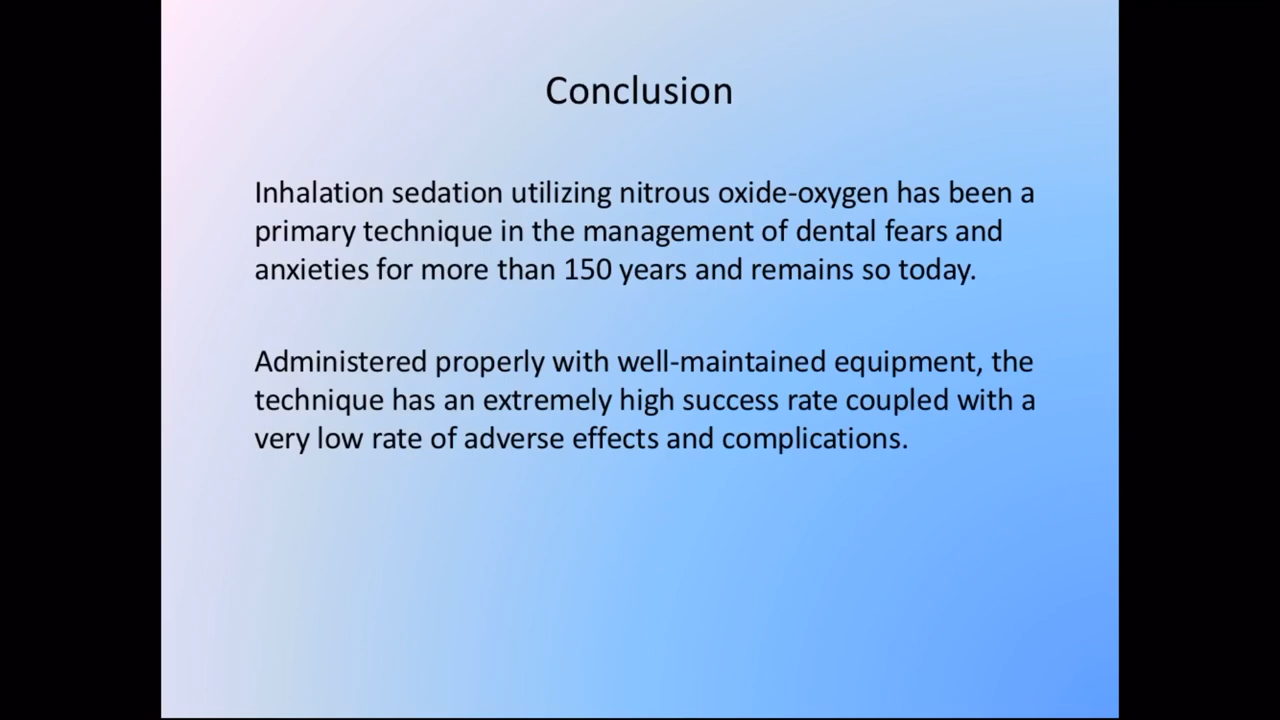 Conclusion
Inhalation sedation utilizing nitrous oxide-oxygen has been a
primary technique in the management of dental fears and
anxieties for more than 150 years and remains so today.
Administered properly with well-maintained equipment, the
technique has an extremely high success rate coupled with a
very low rate of adverse effects and complications.